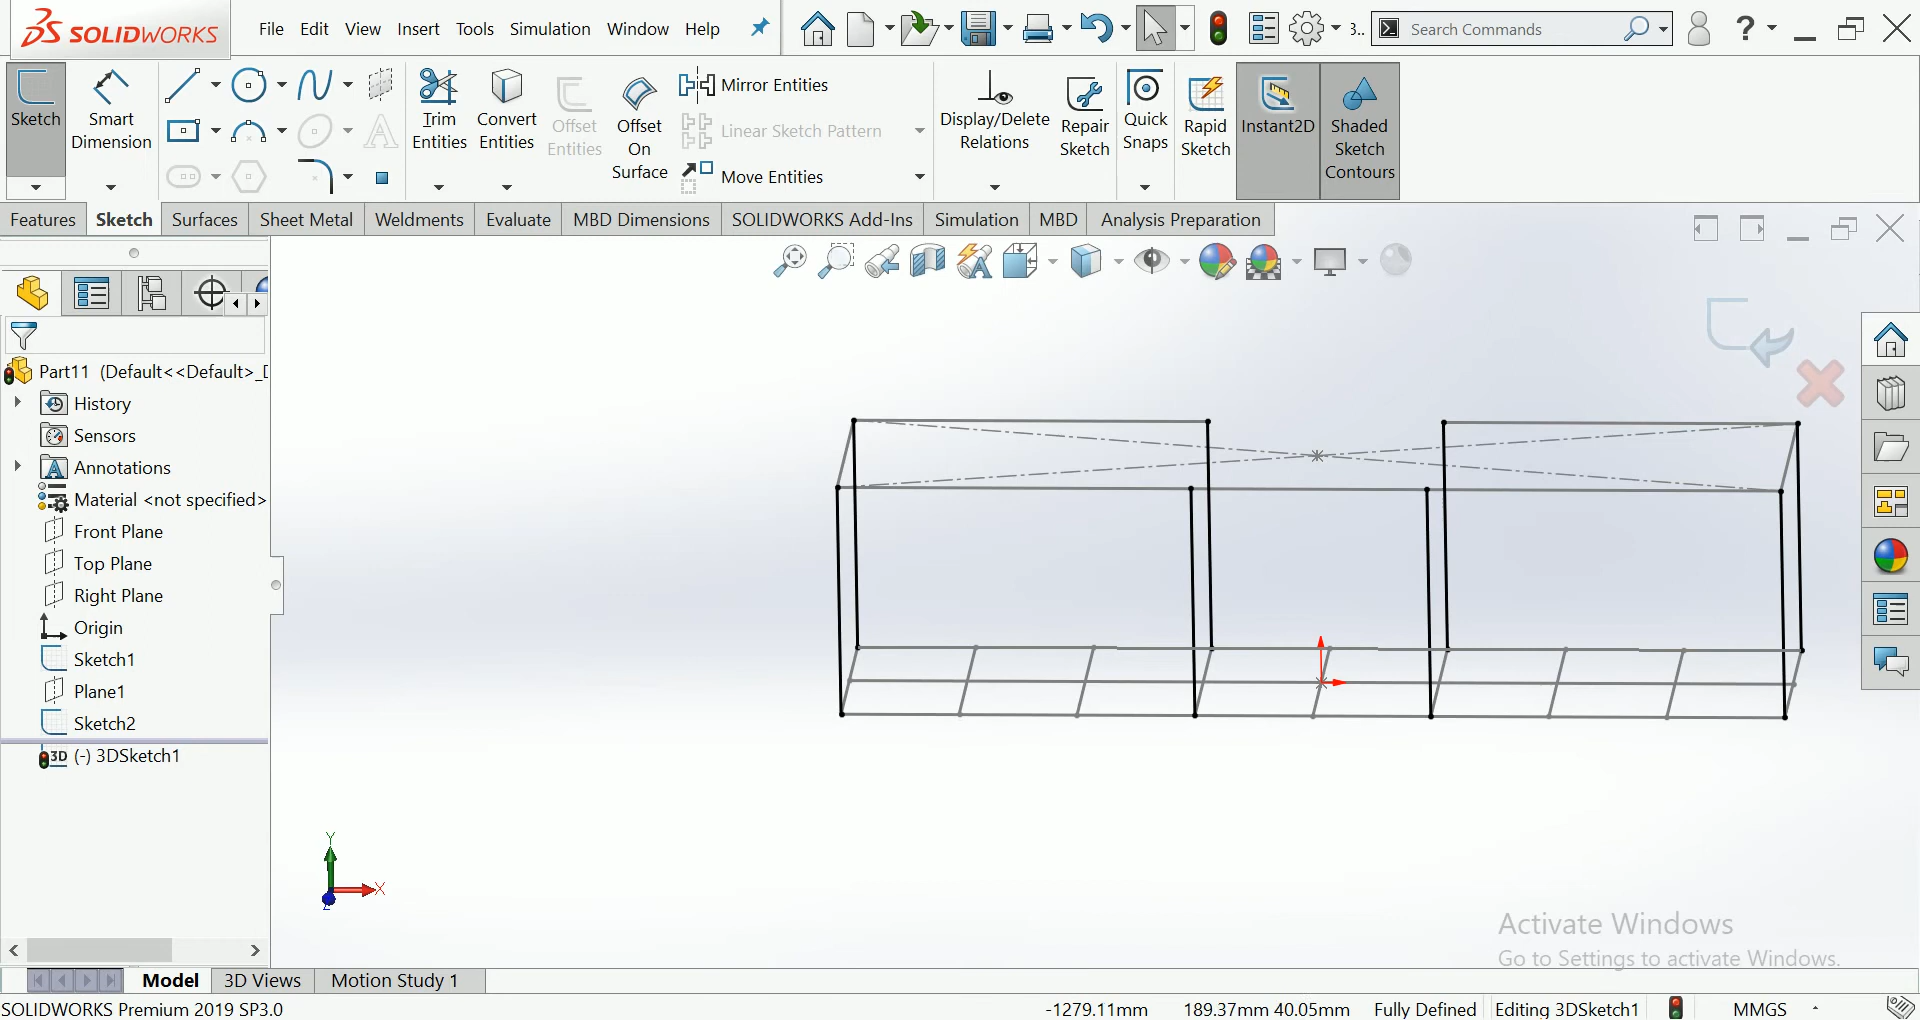 SOLIDWORKS
File Edit View Insert Tools Simulation Window Help
3..
Search Commands
Sketch
Smart Dimension
Trim Entities
Convert Entities
Offset Entities
Offset On Surface
Mirror Entities
Linear Sketch Pattern
Move Entities
Display/Delete Relations
Repair Sketch
Quick Snaps
Rapid Sketch
Instant2D
Shaded Sketch Contours
Features Sketch Surfaces Sheet Metal Weldments Evaluate MBD Dimensions SOLIDWORKS Add-Ins Simulation MBD Analysis Preparation
Part11 (Default<<Default>_D
History
Sensors
Annotations
Material <not specified>
Front Plane
Top Plane
Right Plane
Origin
Sketch1
Plane1
Sketch2
3D (-) 3DSketch1
Y
X
Z
Activate Windows
Go to Settings to activate Windows.
Model 3D Views Motion Study 1
SOLIDWORKS Premium 2019 SP3.0 -1279.11mm 189.37mm 40.05mm Fully Defined Editing 3DSketch1 MMGS